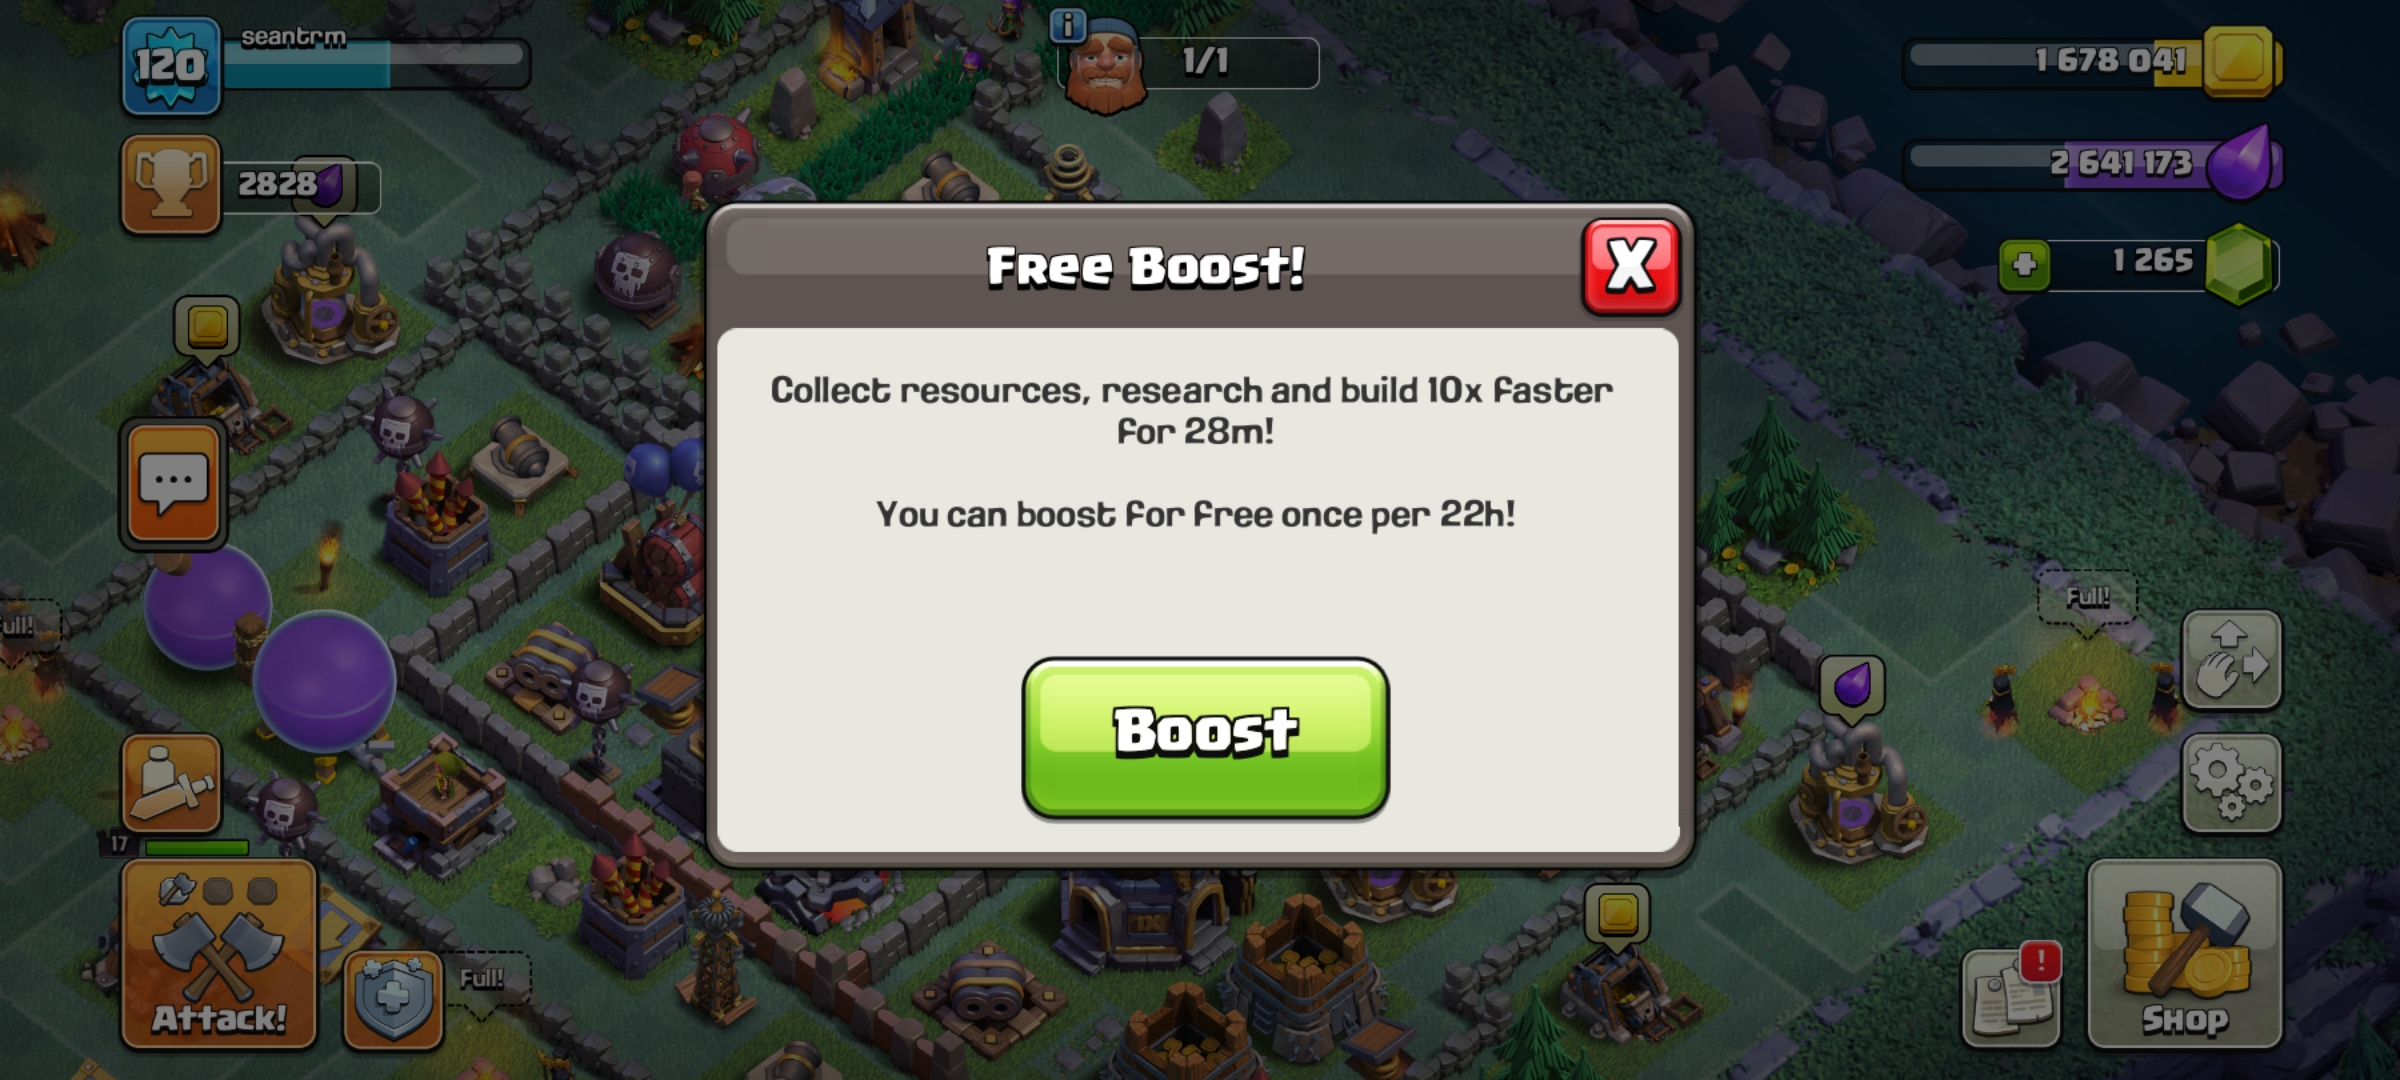 120
seantrm
i
1/1
1 678 041
2828
2 641 173
1 265
Free Boost!
X
Collect resources, research and build 10x faster
for 28m!
You can boost for free once per 22h!
Full!
Boost
17
Full!
Attack!
!
Shop